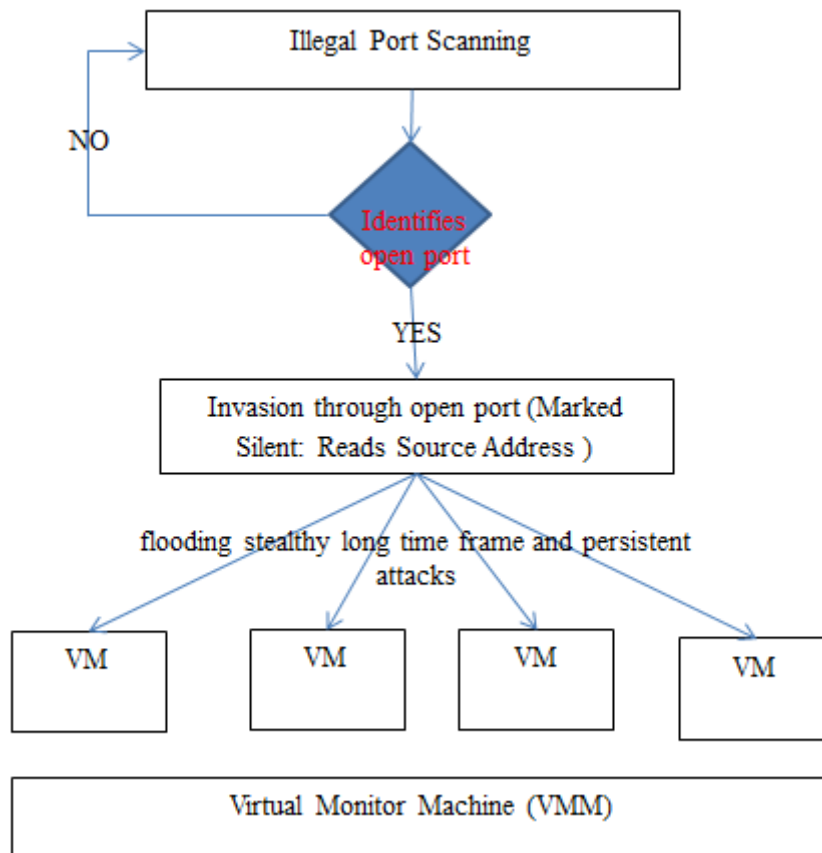 Illegal Port Scanning
NO
Identifies
open port
YES
Invasion through open port (Marked
Silent: Reads Source Address )
flooding stealthy long time frame and persistent
attacks
VM
VM
VM
VM
Virtual Monitor Machine (VMM)